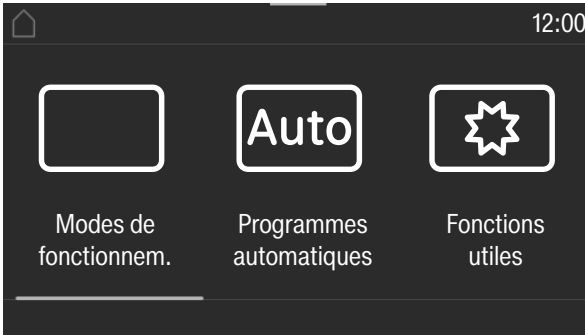 12:00
Auto
Modes de
fonctionnem.
Programmes
automatiques
Fonctions
utiles